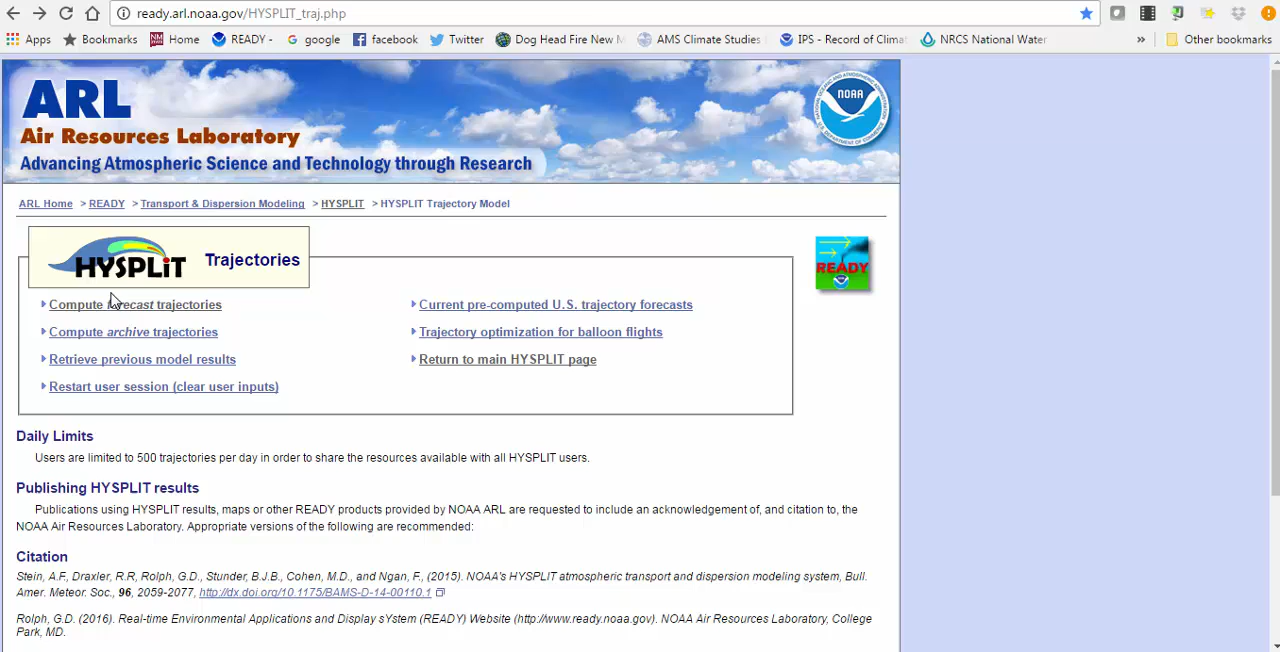 ready.arl.noaa.gov/HYSPLIT_traj.php
Apps Bookmarks Home READY - google facebook Twitter Dog Head Fire New M AMS Climate Studies IPS - Record of Climat NRCS National Water » Other bookmarks
ARL
Air Resources Laboratory
Advancing Atmospheric Science and Technology through Research
NOAA
ARL Home > READY > Transport & Dispersion Modeling > HYSPLIT > HYSPLIT Trajectory Model
HYSPLiT Trajectories
READY
Compute forecast trajectories
Current pre-computed U.S. trajectory forecasts
Compute archive trajectories
Trajectory optimization for balloon flights
Retrieve previous model results
Return to main HYSPLIT page
Restart user session (clear user inputs)
Daily Limits
Users are limited to 500 trajectories per day in order to share the resources available with all HYSPLIT users.
Publishing HYSPLIT results
Publications using HYSPLIT results, maps or other READY products provided by NOAA ARL are requested to include an acknowledgement of, and citation to, the
NOAA Air Resources Laboratory. Appropriate versions of the following are recommended:
Citation
Stein, A.F., Draxler, R.R, Rolph, G.D., Stunder, B.J.B., Cohen, M.D., and Ngan, F., (2015). NOAA's HYSPLIT atmospheric transport and dispersion modeling system, Bull.
Amer. Meteor. Soc., 96, 2059-2077, http://dx.doi.org/10.1175/BAMS-D-14-00110.1
Rolph, G.D. (2016). Real-time Environmental Applications and Display sYstem (READY) Website (http://www.ready.noaa.gov). NOAA Air Resources Laboratory, College
Park, MD.